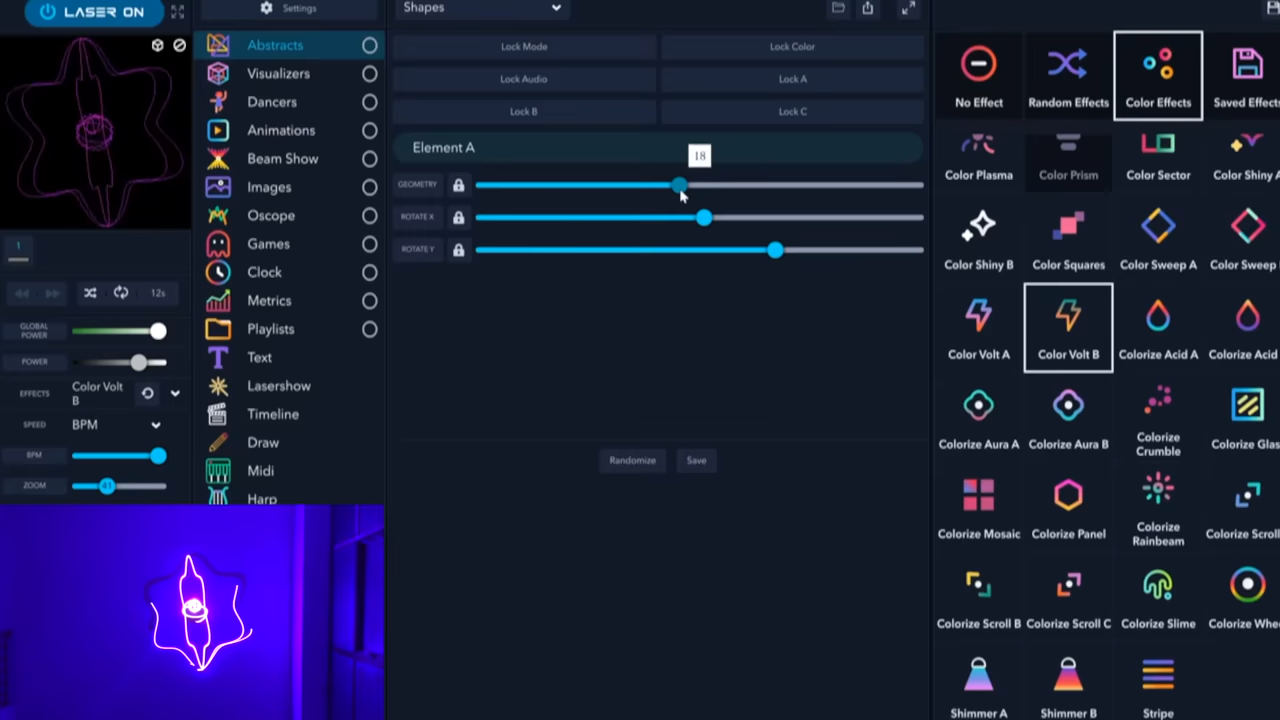 LASER ON
1
12s
GLOBAL
POWER
POWER
EFFECTS
Color Volt
B
SPEED
BPM
BPM
ZOOM
41
Settings
Abstracts
Visualizers
Dancers
Animations
Beam Show
Images
Oscope
Games
Clock
Metrics
Playlists
Text
Lasershow
Timeline
Draw
Midi
Harp
Shapes
Lock Mode
Lock Color
Lock Audio
Lock A
Lock B
Lock C
Element A
18
GEOMETRY
ROTATE X
ROTATE Y
Randomize
Save
No Effect
Random Effects
Color Effects
Saved Effects
Color Plasma
Color Prism
Color Sector
Color Shiny A
Color Shiny B
Color Squares
Color Sweep A
Color Sweep
Color Volt A
Color Volt B
Colorize Acid A
Colorize Acid
Colorize Aura A
Colorize Aura B
Colorize
Crumble
Colorize Glas
Colorize Mosaic
Colorize Panel
Colorize
Rainbeam
Colorize Scroll
Colorize Scroll B
Colorize Scroll C
Colorize Slime
Colorize Whe
Shimmer A
Shimmer B
Stripe